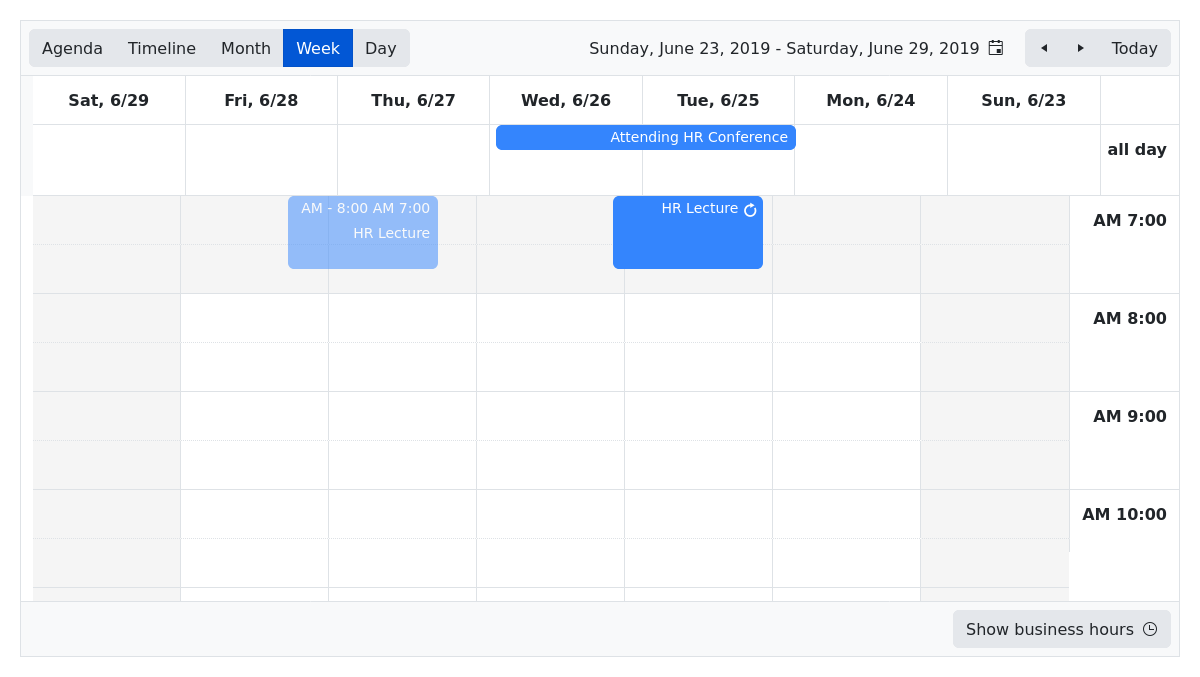 Agenda Timeline Month Week Day Sunday, June 23, 2019 - Saturday, June 29, 2019 Today
Sat, 6/29 Fri, 6/28 Thu, 6/27 Wed, 6/26 Tue, 6/25 Mon, 6/24 Sun, 6/23
Attending HR Conference
all day
AM - 8:00 AM 7:00 HR Lecture AM 7:00
HR Lecture
AM 8:00
AM 9:00
AM 10:00
Show business hours